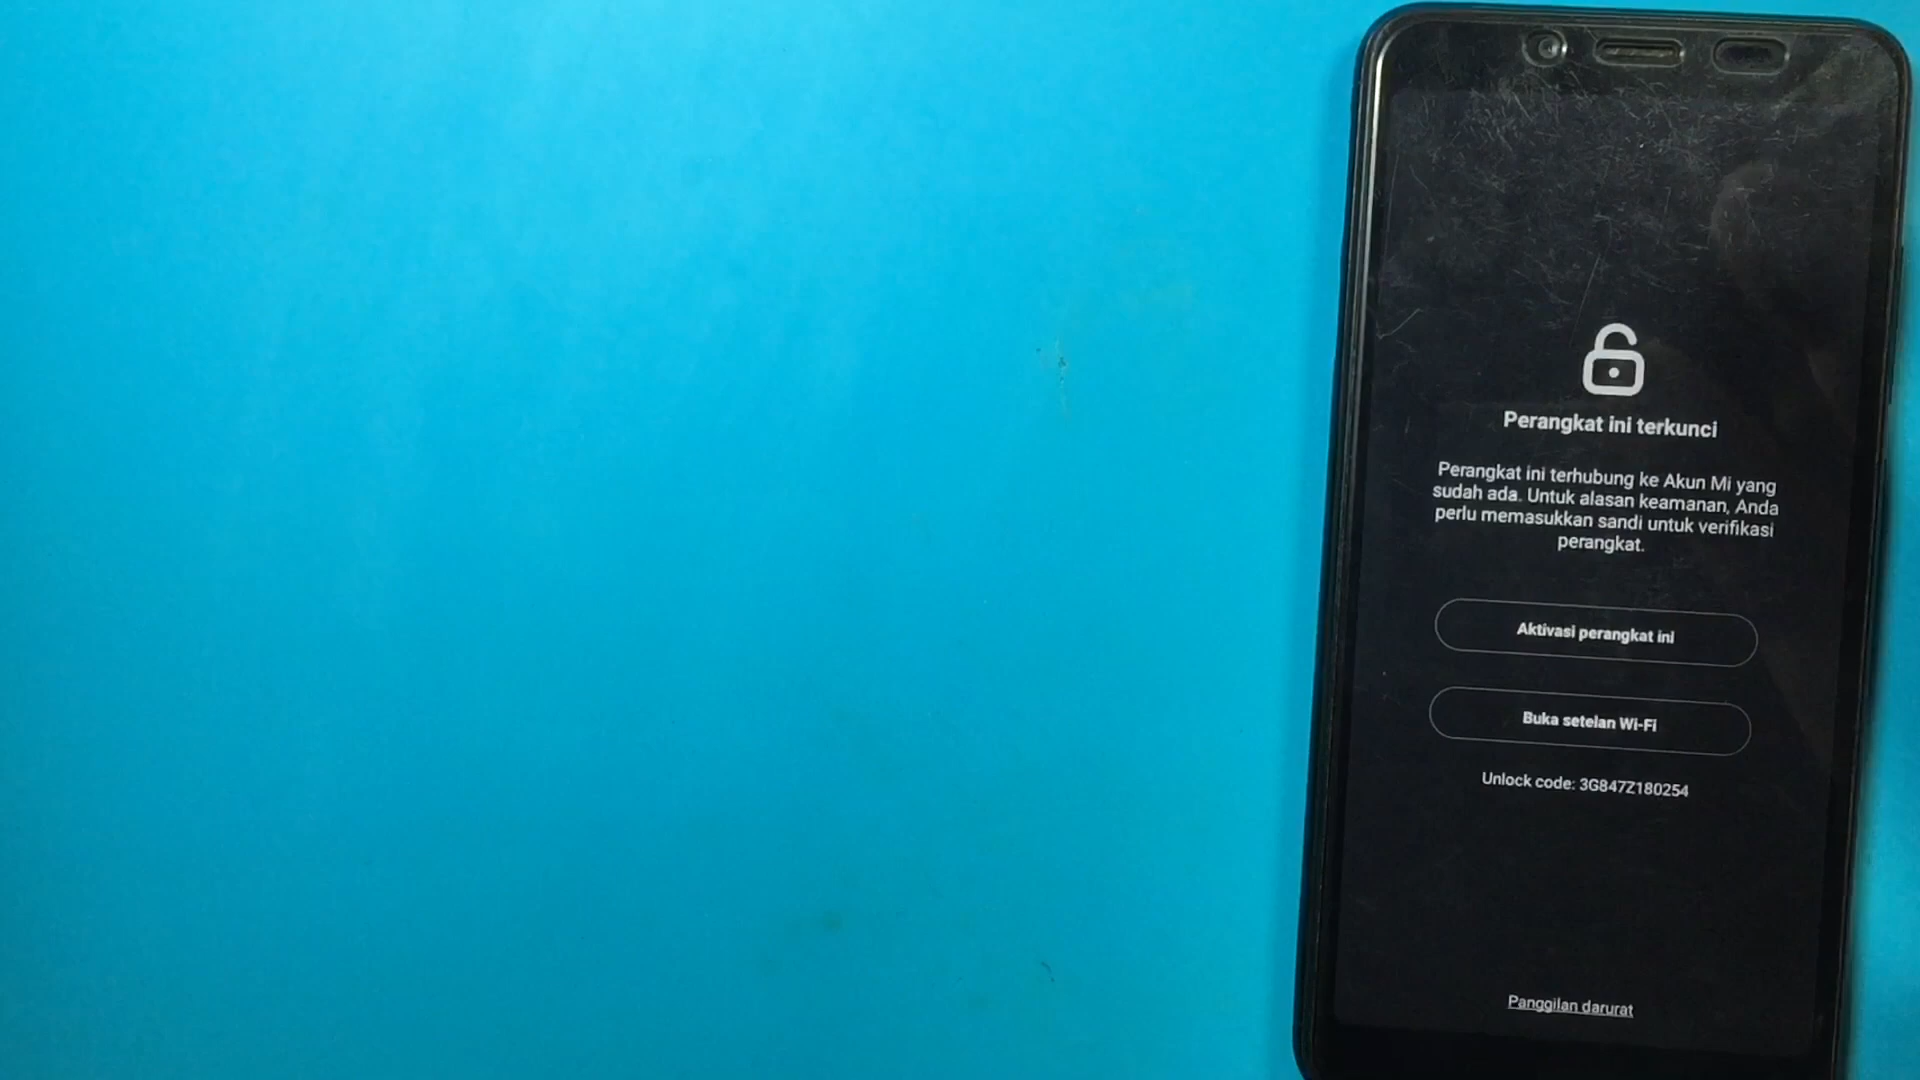 Perangkat ini terkunci
Perangkat ini terhubung ke Akun Mi yang
sudah ada. Untuk alasan keamanan, Anda
perlu memasukkan sandi untuk verifikasi
perangkat.
Aktivasi perangkat ini
Buka setelan Wi-Fi
Unlock code: 3G847Z180254
Panggilan darurat